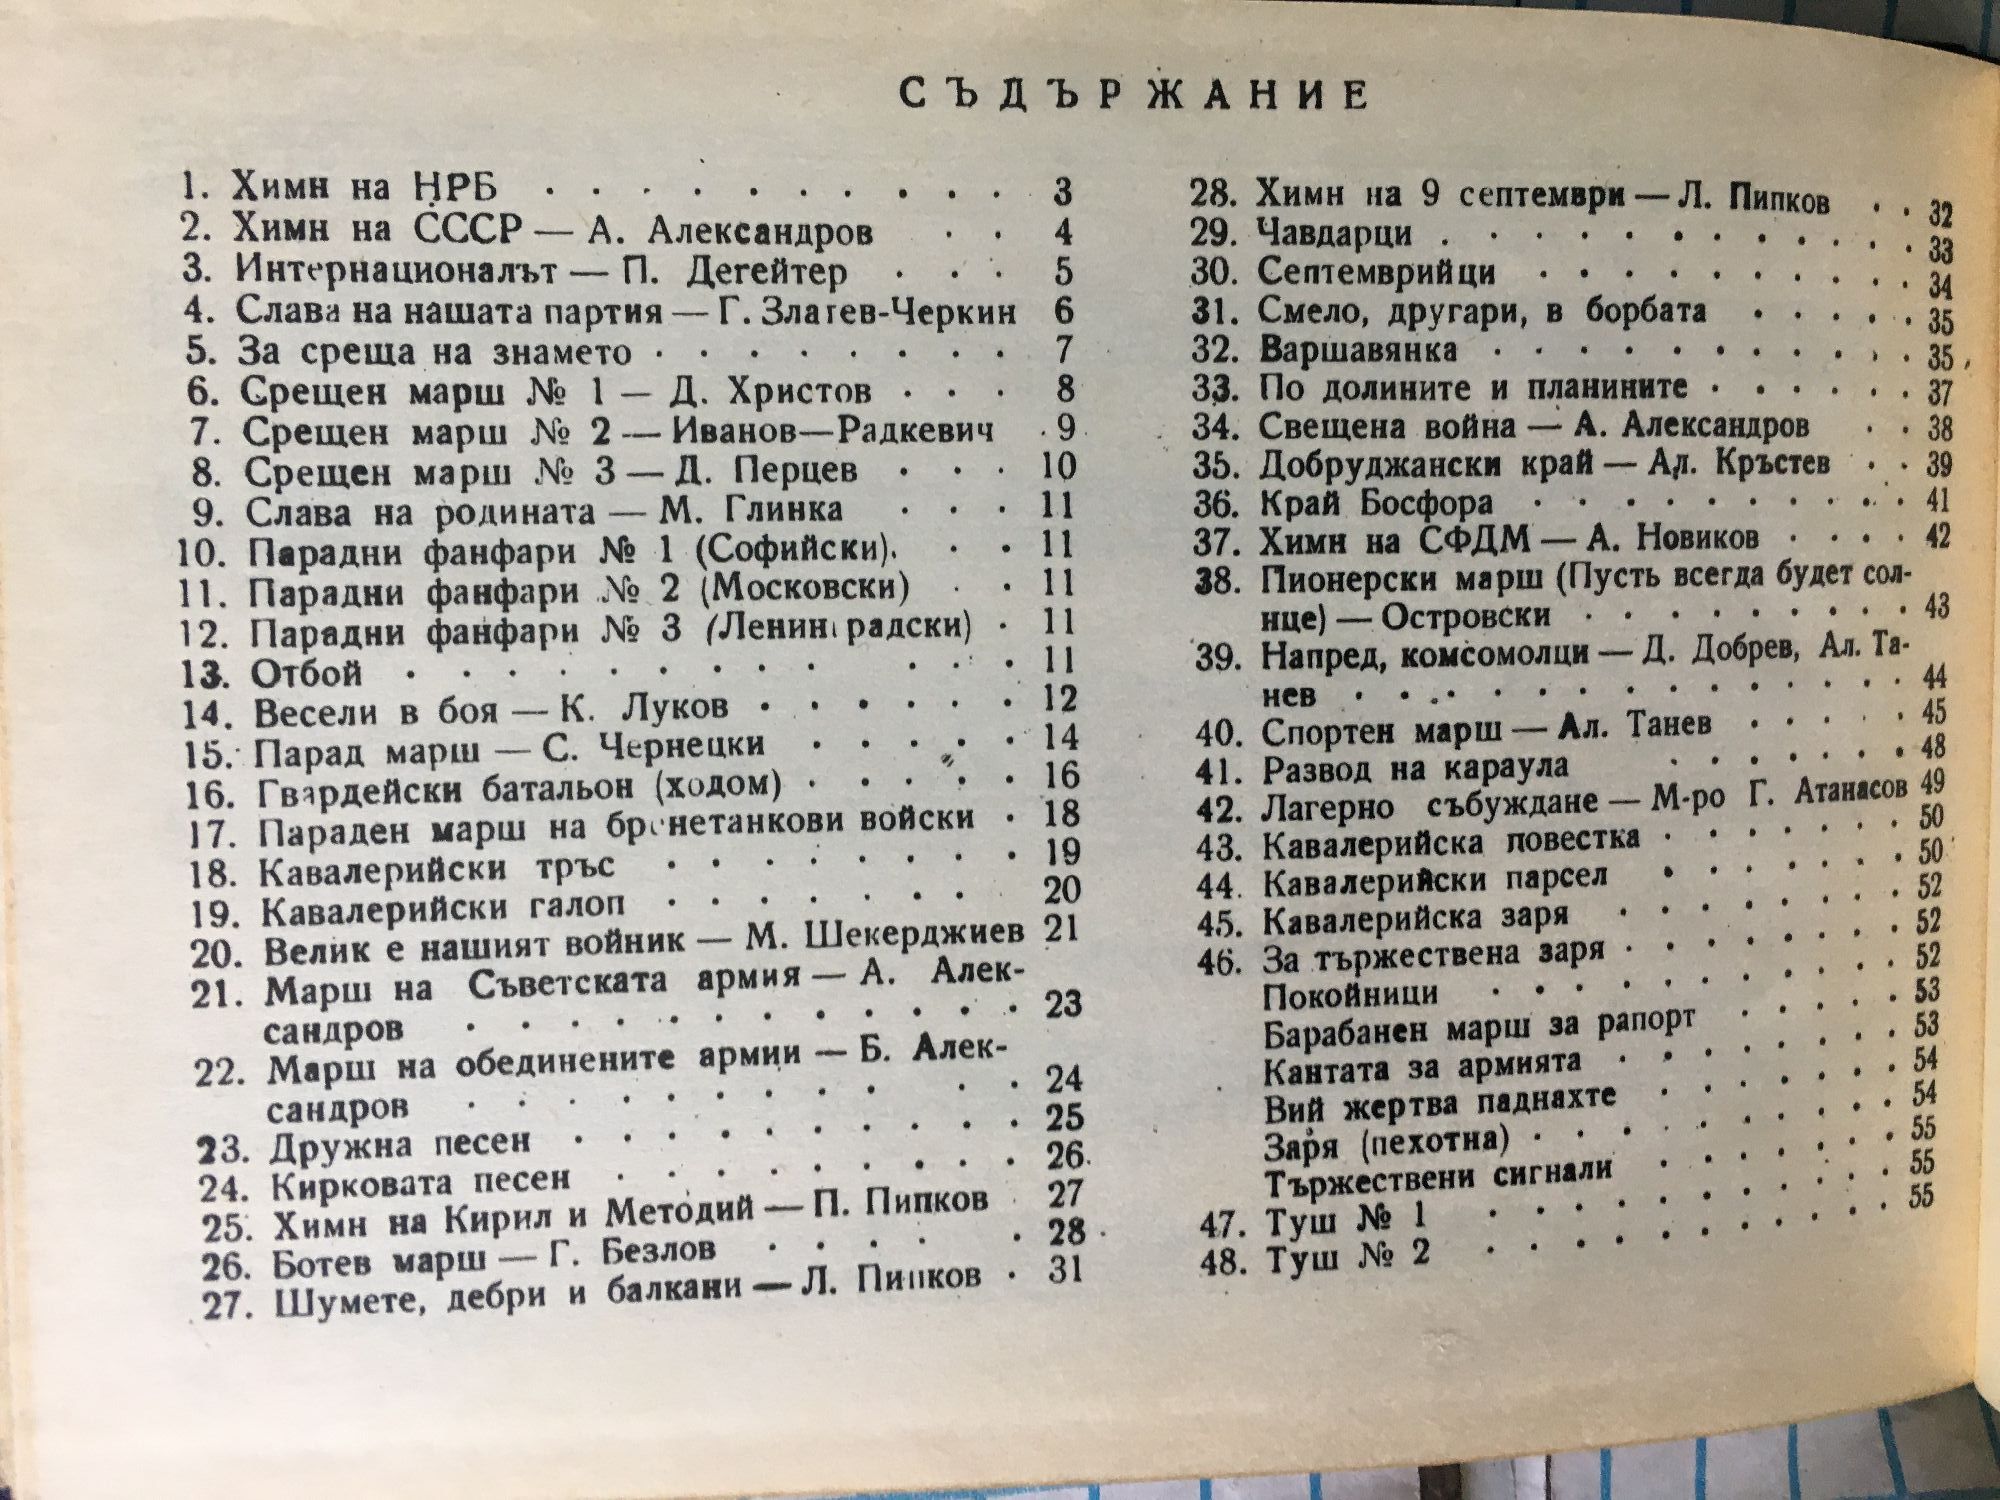 СЪДЪРЖАНИЕ
1. Химн на НРБ . . . . . . . . . . 3
2. Химн на СССР — А. Александров . . 4
3. Интернационалът — П. Дегейтер . . . 5
4. Слава на нашата партия — Г. Златев-Черкин 6
5. За среща на знамето . . . . . . . . 7
6. Срещен марш № 1 — Д. Христов . . . 8
7. Срещен марш № 2 — Иванов—Радкевич . 9
8. Срещен марш № 3 — Д. Перцев . . . 10
9. Слава на родината — М. Глинка . . . 11
10. Парадни фанфари № 1 (Софийски). . . 11
11. Парадни фанфари № 2 (Московски) . . 11
12. Парадни фанфари № 3 (Ленинградски) . 11
13. Отбой . . . . . . . . . . . . 11
14. Весели в боя — К. Луков . . . . . . 12
15. Парад марш — С. Чернецки . . . . . 14
16. Гвардейски батальон (ходом) . . . . . 16
17. Параден марш на бронетанкови войски . 18
18. Кавалерийски тръс . . . . . . . . 19
19. Кавалерийски галоп . . . . . . . 20
20. Велик е нашият войник — М. Шекерджиев 21
21. Марш на Съветската армия — А. Алек-
сандров . . . . . . . . . . . . 23
22. Марш на обединените армии — Б. Алек-
сандров . . . . . . . . . . . 24
23. Дружна песен . . . . . . . . . . 25
24. Кирковата песен . . . . . . . . . 26
25. Химн на Кирил и Методий — П. Пипков . 27
26. Ботев марш — Г. Безлов . . . . . 28
27. Шумете, дебри и балкани — Л. Пипков . 31
28. Химн на 9 септември — Л. Пипков . . 32
29. Чавдарци . . . . . . . . . . . . 33
30. Септемврийци . . . . . . . . . . 34
31. Смело, другари, в борбата . . . . . 35
32. Варшавянка . . . . . . . . . . . 35
33. По долините и планините . . . . . . 37
34. Свещена война — А. Александров . . 38
35. Добруджански край — Ал. Кръстев . . 39
36. Край Босфора . . . . . . . . . . 41
37. Химн на СФДМ — А. Новиков . . . . 42
38. Пионерски марш (Пусть всегда будет сол-
нце) — Островски . . . . . . . . . 43
39. Напред, комсомолци — Д. Добрев, Ал. Та-
нев . . . . . . . . . . . . . . . 44
40. Спортен марш — Ал. Танев . . . . . 45
41. Развод на караула . . . . . . . 48
42. Лагерно събуждане — М-ро Г. Атанасов 49
43. Кавалерийска повестка . . . . . . . 50
44. Кавалерийски парсел . . . . . . . 50
45. Кавалерийска заря . . . . . . . . 52
46. За тържествена заря . . . . . . . . 52
Покойници . . . . . . . . . . . 52
Барабанен марш за рапорт . . . . . 53
Кантата за армията . . . . . . . . 53
Вий жертва паднахте . . . . . . . 54
Заря (пехотна) . . . . . . . . . . 54
Тържествени сигнали . . . . . . . 55
47. Туш № 1 . . . . . . . . . . . 55
48. Туш № 2 . . . . . . . . . . . 55